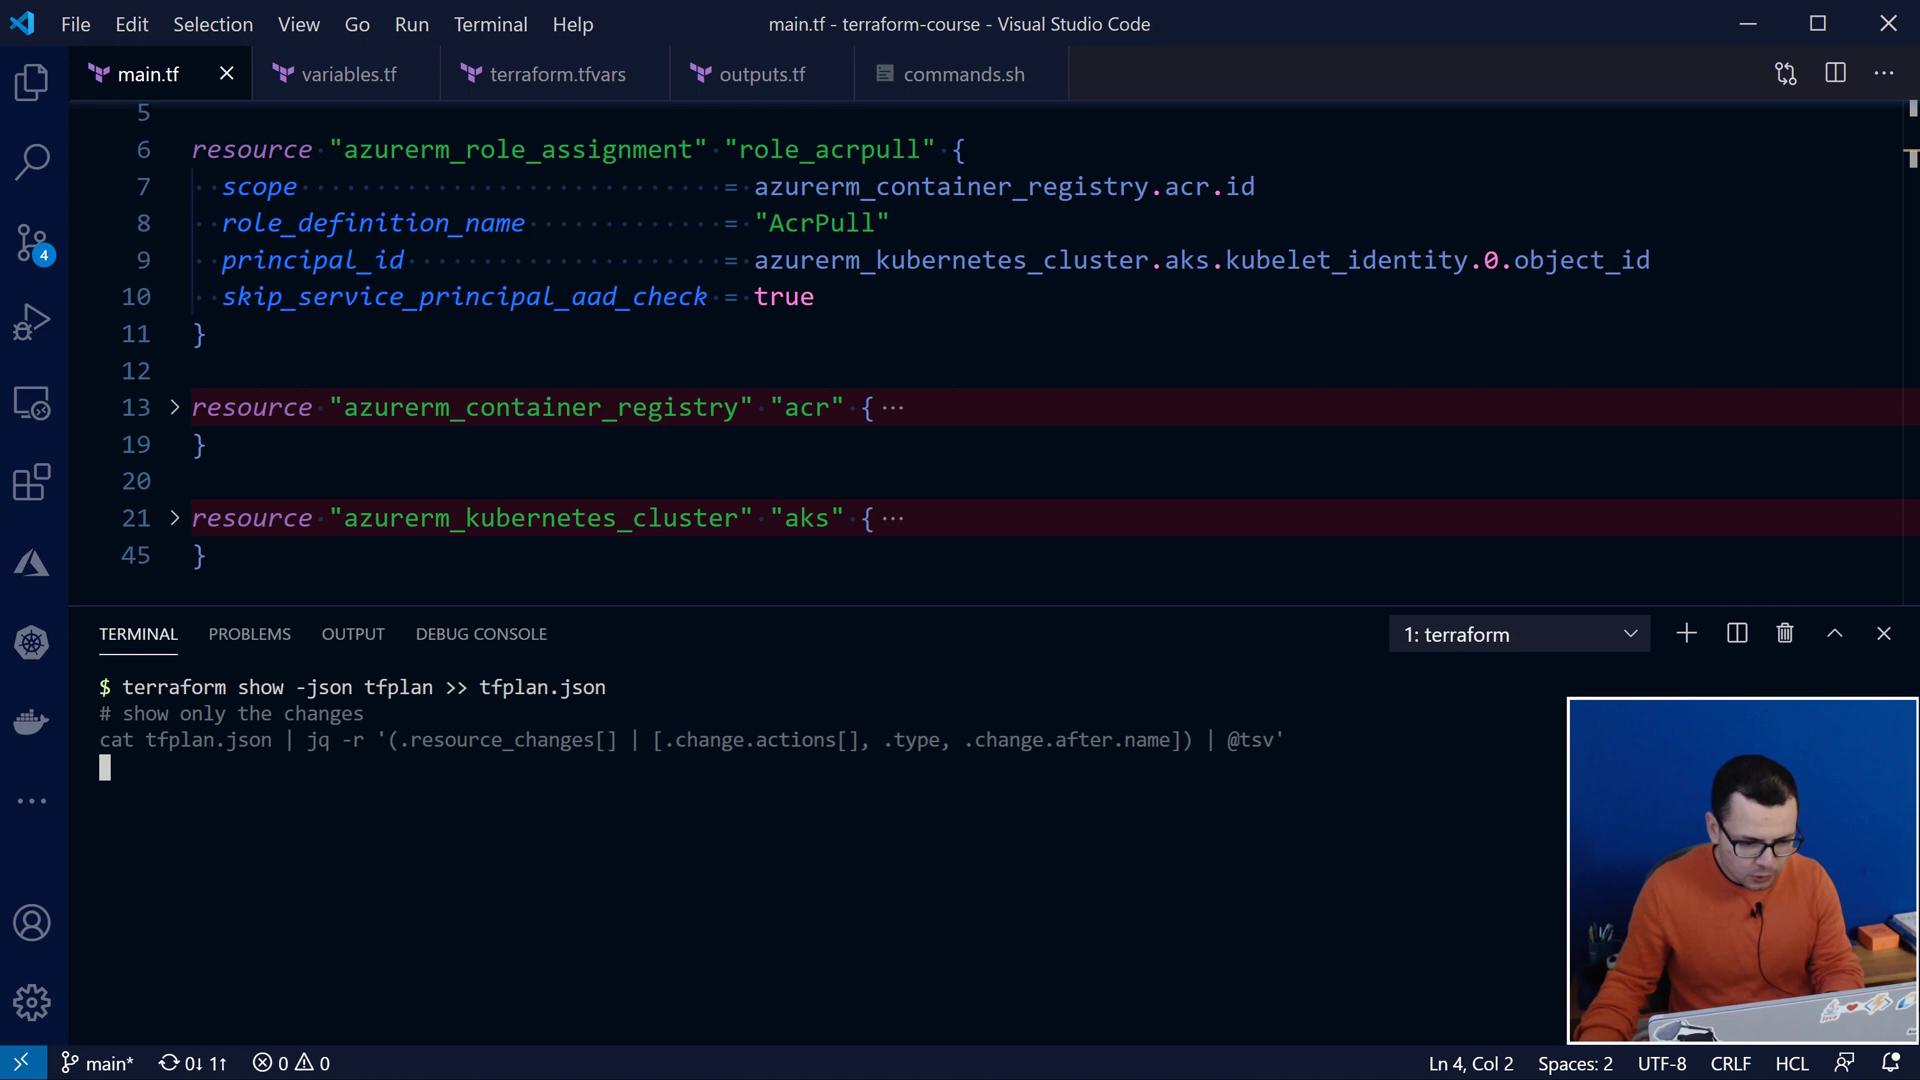 File Edit Selection View Go Run Terminal Help main.tf - terraform-course - Visual Studio Code
main.tf variables.tf terraform.tfvars outputs.tf commands.sh
5
6 resource "azurerm_role_assignment" "role_acrpull" {
7 scope = azurerm_container_registry.acr.id
8 role_definition_name = "AcrPull"
9 principal_id = azurerm_kubernetes_cluster.aks.kubelet_identity.0.object_id
10 skip_service_principal_aad_check = true
11 }
12
13 resource "azurerm_container_registry" "acr" { ···
19 }
20
21 resource "azurerm_kubernetes_cluster" "aks" { ···
45 }
4
TERMINAL PROBLEMS OUTPUT DEBUG CONSOLE 1: terraform
$ terraform show -json tfplan >> tfplan.json
# show only the changes
cat tfplan.json | jq -r '(.resource_changes[] | [.change.actions[], .type, .change.after.name]) | @tsv'
main* 0↓ 1↑ 0 0 Ln 4, Col 2 Spaces: 2 UTF-8 CRLF HCL